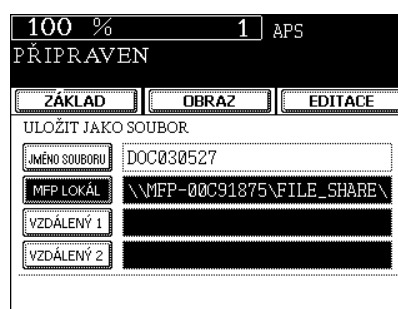 100 % 1 APS
PŘIPRAVEN
ZÁKLAD OBRAZ EDITACE
ULOŽIT JAKO SOUBOR
JMÉNO SOUBORU DOC030527
MFP LOKÁL \\MFP-00C91875\FILE_SHARE\
VZDÁLENÝ 1
VZDÁLENÝ 2